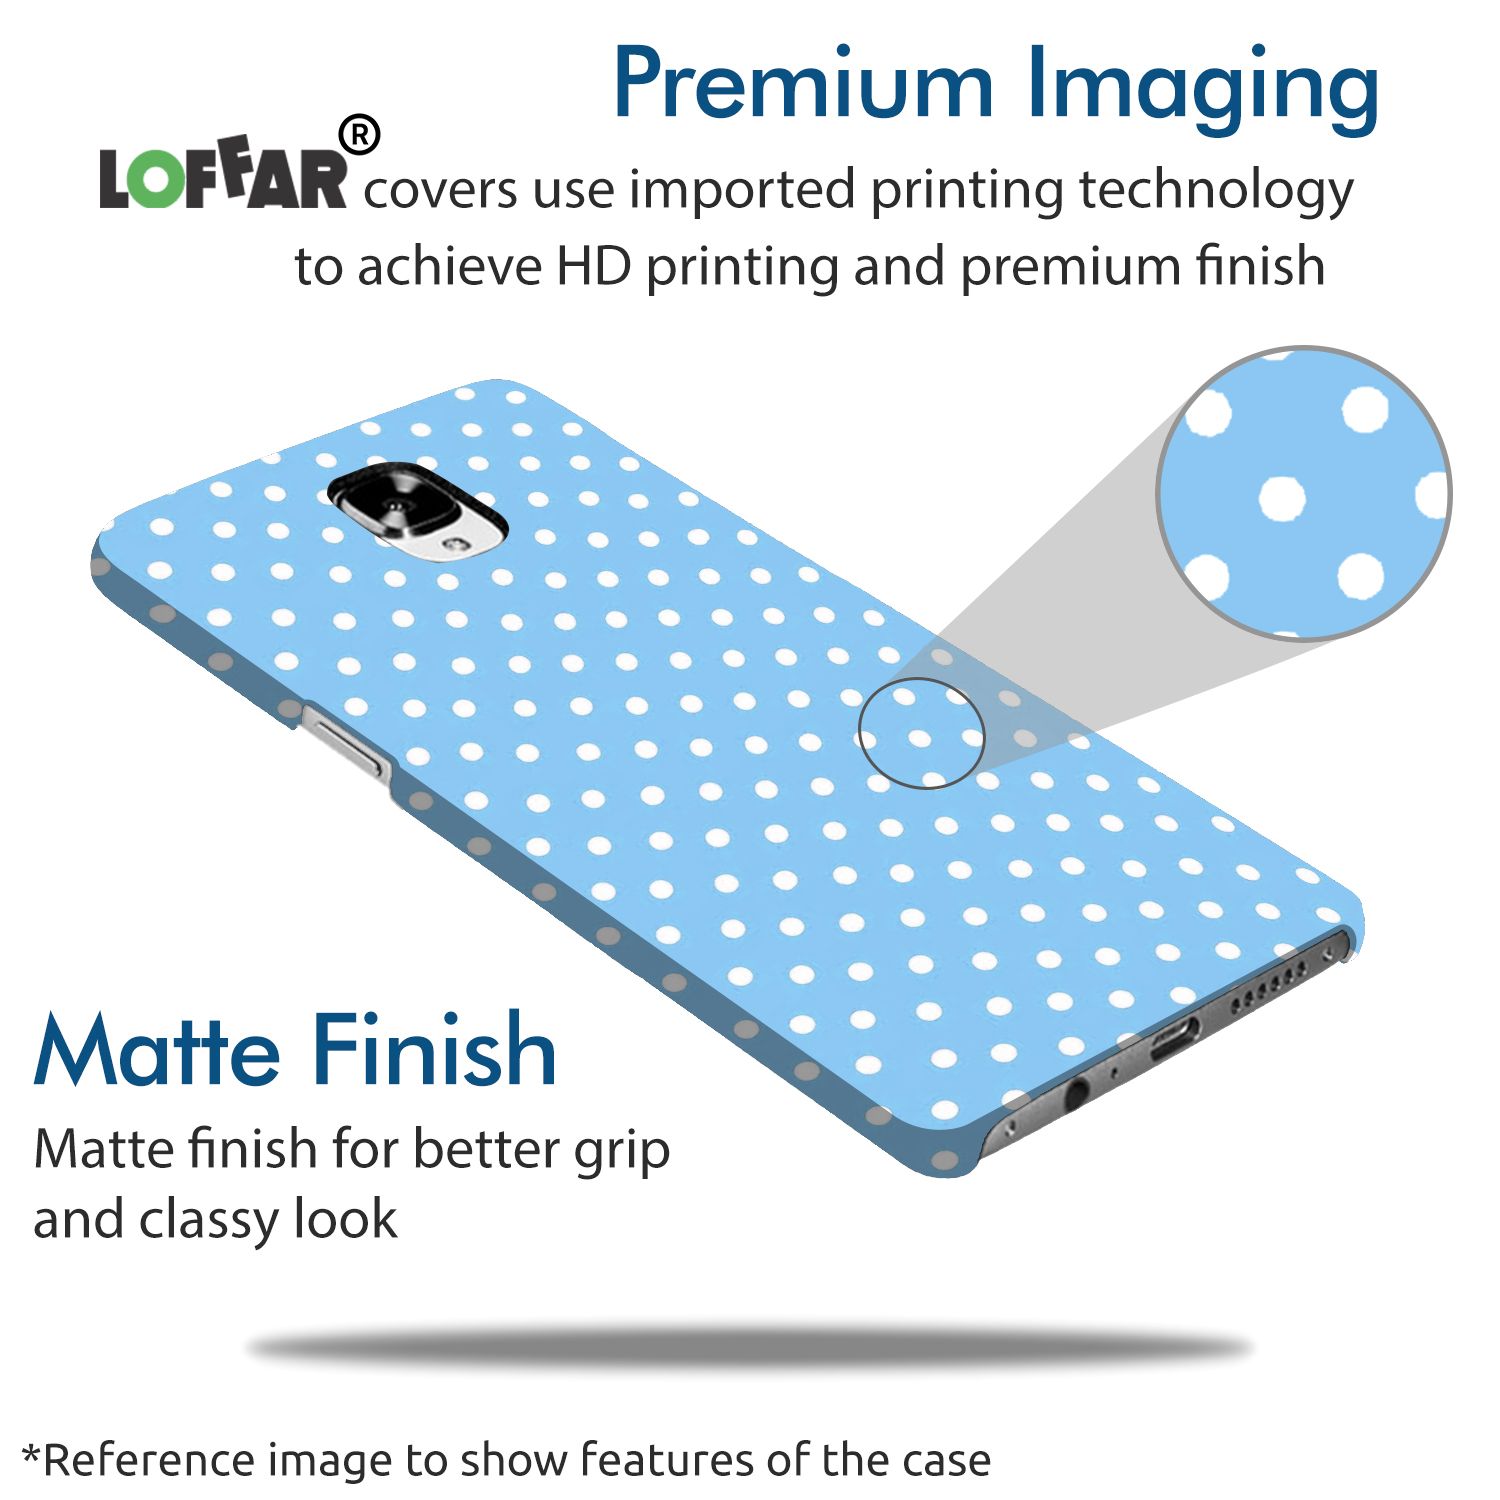 Premium Imaging
LOFFAR® covers use imported printing technology
to achieve HD printing and premium finish
Matte Finish
Matte finish for better grip
and classy look
*Reference image to show features of the case